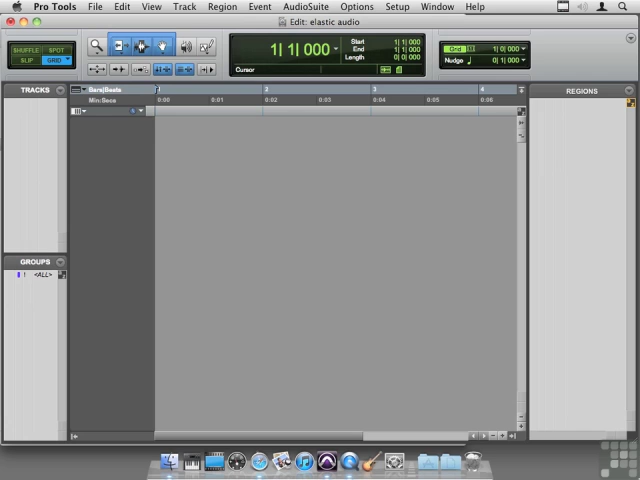 Pro Tools File Edit View Track Region Event AudioSuite Options Setup Window Help
Edit: elastic audio
SHUFFLE SPOT
SLIP GRID
1| 1| 000
Start 1| 1| 000
End 1| 1| 000
Length 0| 0| 000
Cursor
Grid 1| 0| 000
Nudge 0| 1| 000
TRACKS
Bars|Beats 1 2 3 4
Min:Secs 0:00 0:01 0:02 0:03 0:04 0:05 0:06
REGIONS
GROUPS
! <ALL>